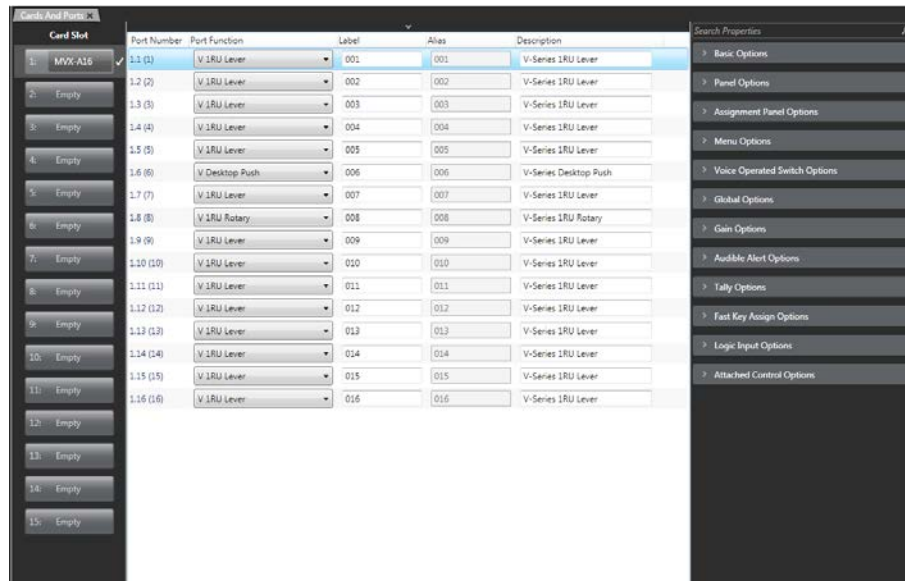 Cards And Ports X
Card Slot
1: MVX-A16
2: Empty
3: Empty
4: Empty
5: Empty
6: Empty
7: Empty
8: Empty
9: Empty
10: Empty
11: Empty
12: Empty
13: Empty
14: Empty
15: Empty
Port Number Port Function Label Alias Description
1.1 (1) V 1RU Lever 001 001 V-Series 1RU Lever
1.2 (2) V 1RU Lever 002 002 V-Series 1RU Lever
1.3 (3) V 1RU Lever 003 003 V-Series 1RU Lever
1.4 (4) V 1RU Lever 004 004 V-Series 1RU Lever
1.5 (5) V 1RU Lever 005 005 V-Series 1RU Lever
1.6 (6) V Desktop Push 006 006 V-Series Desktop Push
1.7 (7) V 1RU Lever 007 007 V-Series 1RU Lever
1.8 (8) V 1RU Rotary 008 008 V-Series 1RU Rotary
1.9 (9) V 1RU Lever 009 009 V-Series 1RU Lever
1.10 (10) V 1RU Lever 010 010 V-Series 1RU Lever
1.11 (11) V 1RU Lever 011 011 V-Series 1RU Lever
1.12 (12) V 1RU Lever 012 012 V-Series 1RU Lever
1.13 (13) V 1RU Lever 013 013 V-Series 1RU Lever
1.14 (14) V 1RU Lever 014 014 V-Series 1RU Lever
1.15 (15) V 1RU Lever 015 015 V-Series 1RU Lever
1.16 (16) V 1RU Lever 016 016 V-Series 1RU Lever
Search Properties
Basic Options
Panel Options
Assignment Panel Options
Menu Options
Voice Operated Switch Options
Global Options
Gain Options
Audible Alert Options
Tally Options
Fast Key Assign Options
Logic Input Options
Attached Control Options